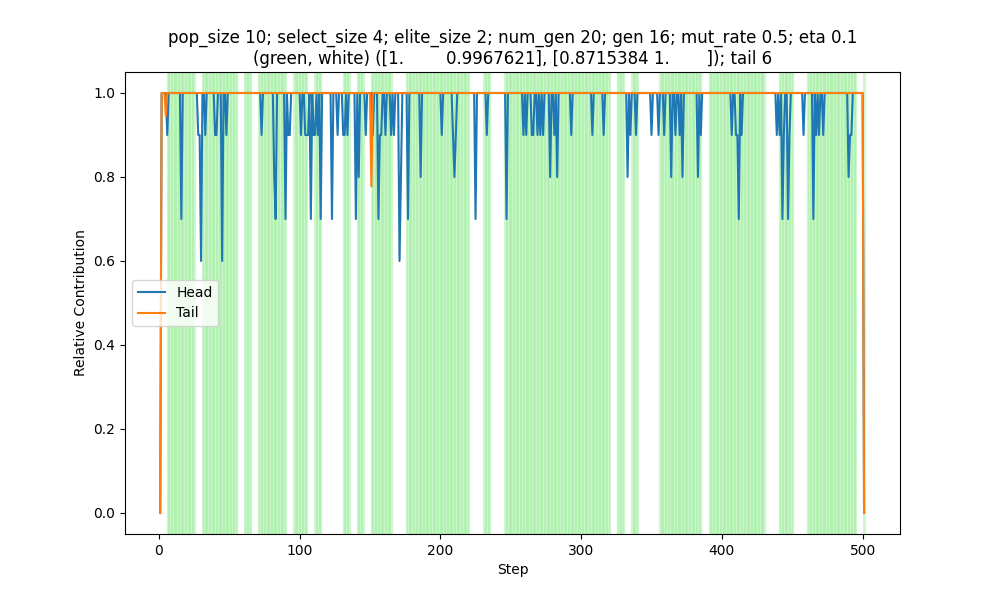 pop_size 10; select_size 4; elite_size 2; num_gen 20; gen 16; mut_rate 0.5; eta 0.1
(green, white) ([1. 0.9967621], [0.8715384 1. ]); tail 6
1.0
0.8
0.6
0.4
0.2
0.0
Relative Contribution
Head
Tail
0 100 200 300 400 500
Step